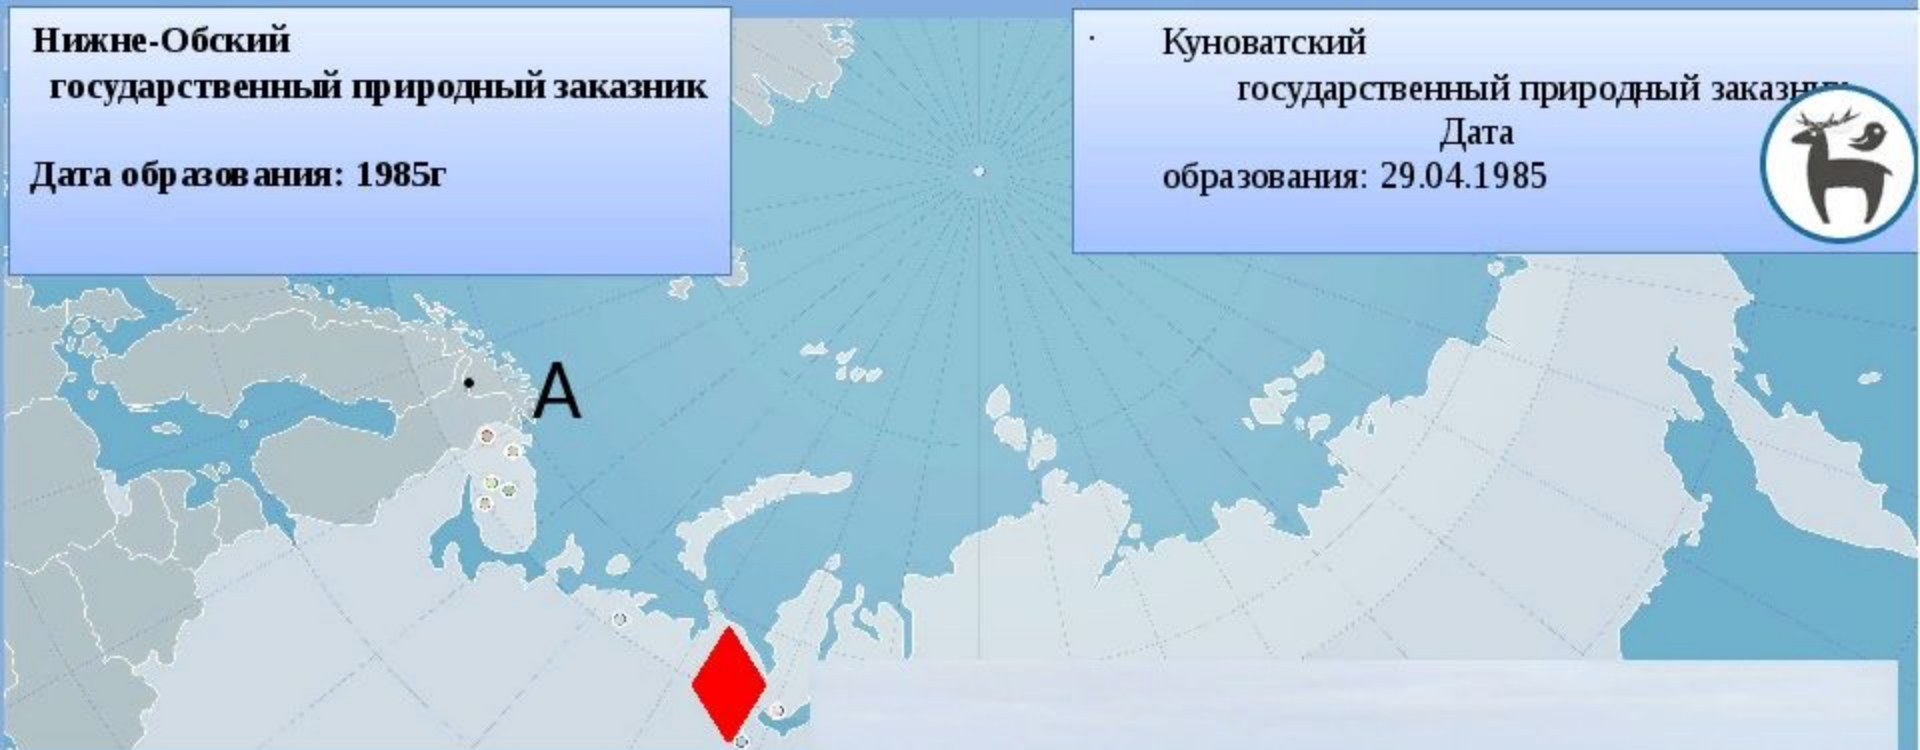 Нижне-Обский
государственный природный заказник
Дата образования: 1985г
Куноватский
государственный природный
Дата
образования: 29.04.1985
А